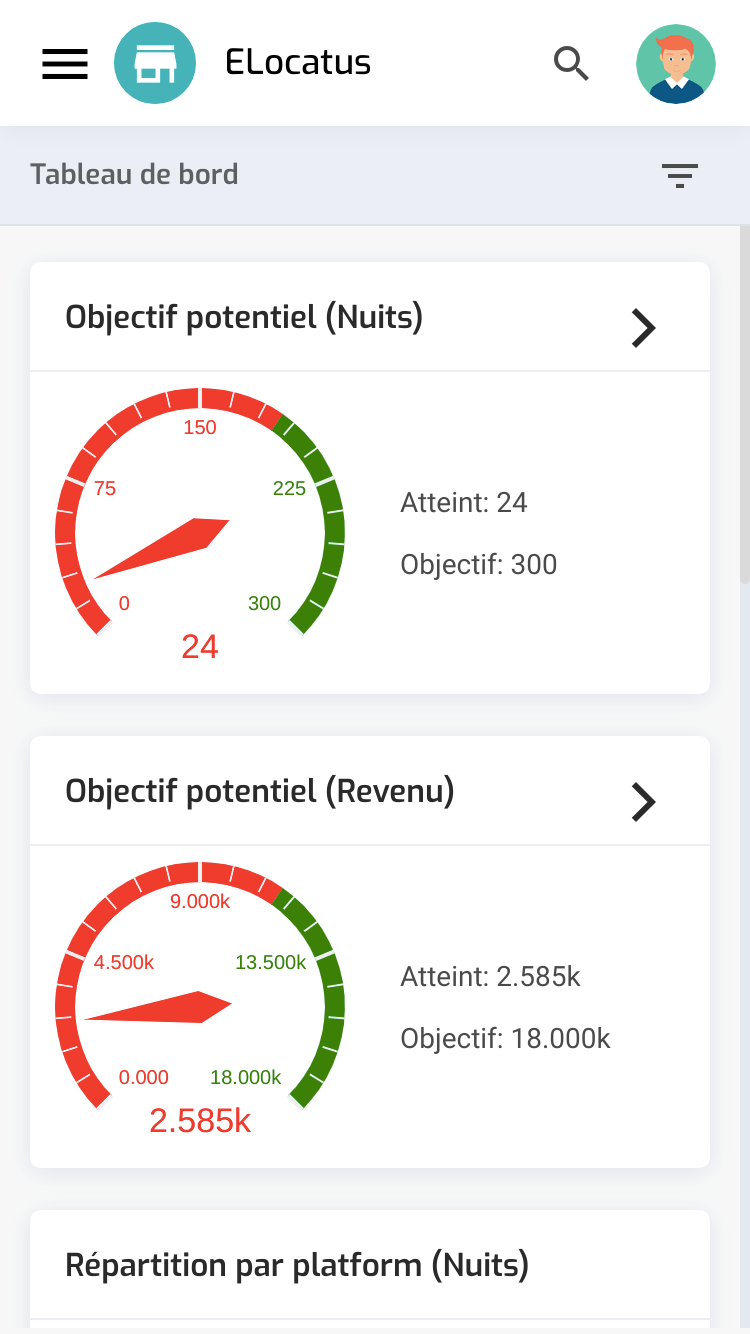 ELocatus
Tableau de bord
Objectif potentiel (Nuits)
150
75
225
0
300
24
Atteint: 24
Objectif: 300
Objectif potentiel (Revenu)
9.000k
4.500k
13.500k
0.000
18.000k
2.585k
Atteint: 2.585k
Objectif: 18.000k
Répartition par platform (Nuits)